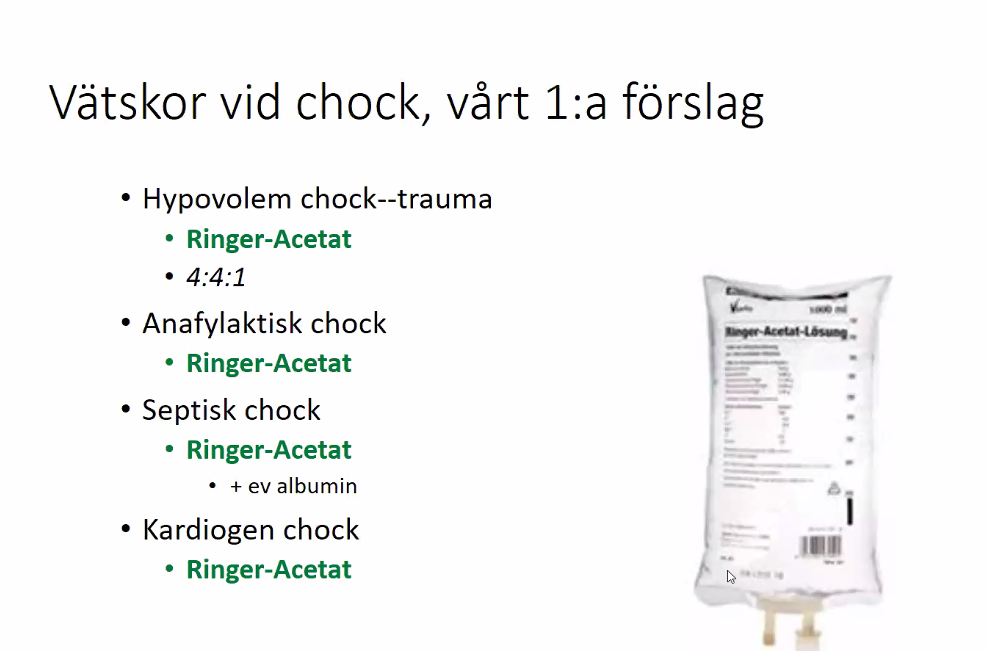 Vätskor vid chock, vårt 1:a förslag
• Hypovolem chock--trauma
• Ringer-Acetat
• 4:4:1
• Anafylaktisk chock
• Ringer-Acetat
• Septisk chock
• Ringer-Acetat
• + ev albumin
• Kardiogen chock
• Ringer-Acetat
1000 ml
Ringer-Acetat-Lösung